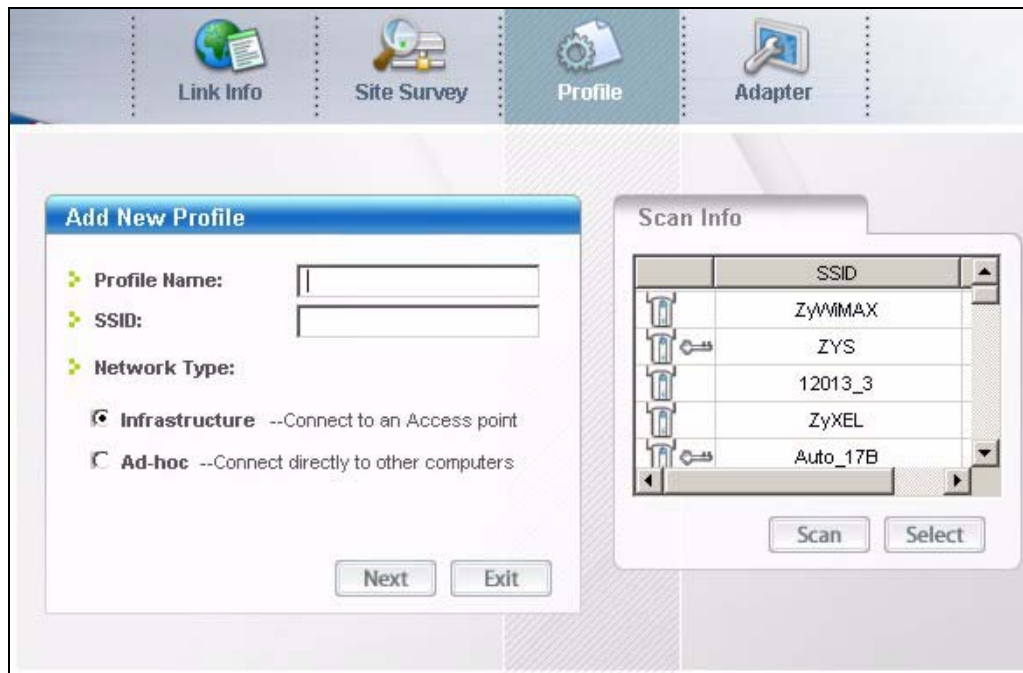 Link Info
Site Survey
Profile
Adapter
Add New Profile
Profile Name:
SSID:
Network Type:
Infrastructure --Connect to an Access point
Ad-hoc --Connect directly to other computers
Next
Exit
Scan Info
SSID
ZyWiMAX
ZYS
12013_3
ZyXEL
Auto_17B
Scan
Select